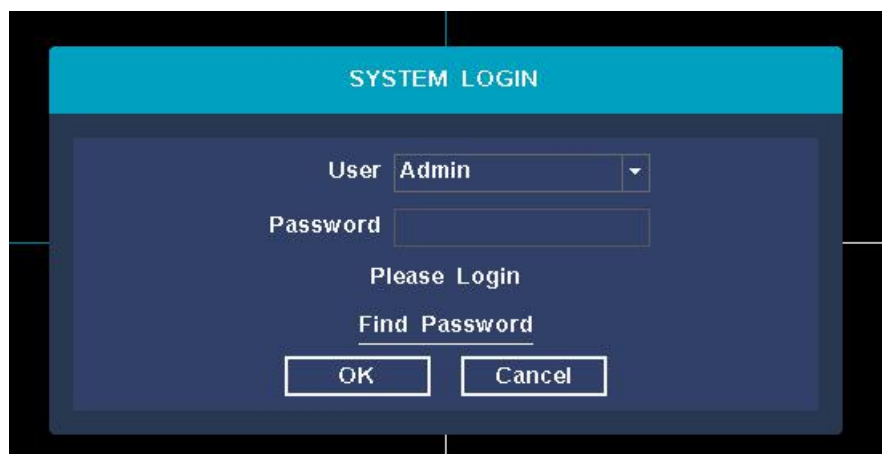 SYSTEM LOGIN
User Admin
Password
Please Login
Find Password
OK Cancel